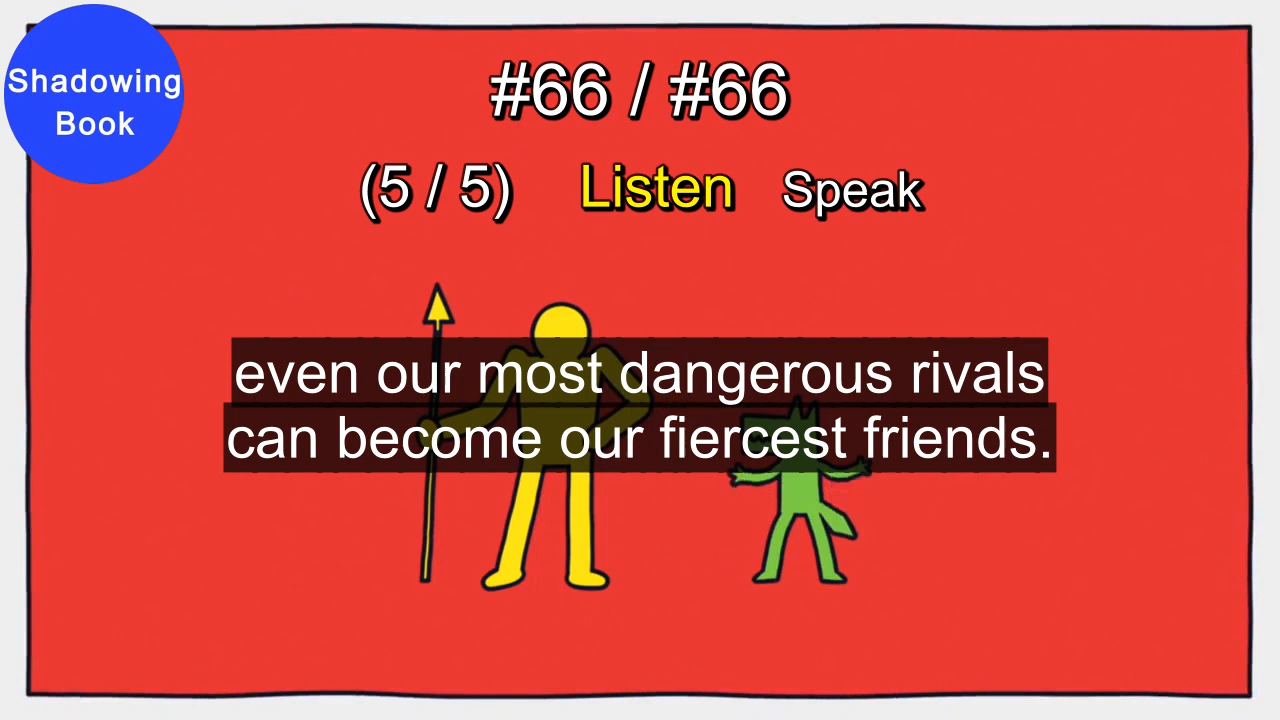 Shadowing
Book
#66 / #66
(5 / 5) Listen Speak
even our most dangerous rivals
can become our fiercest friends.